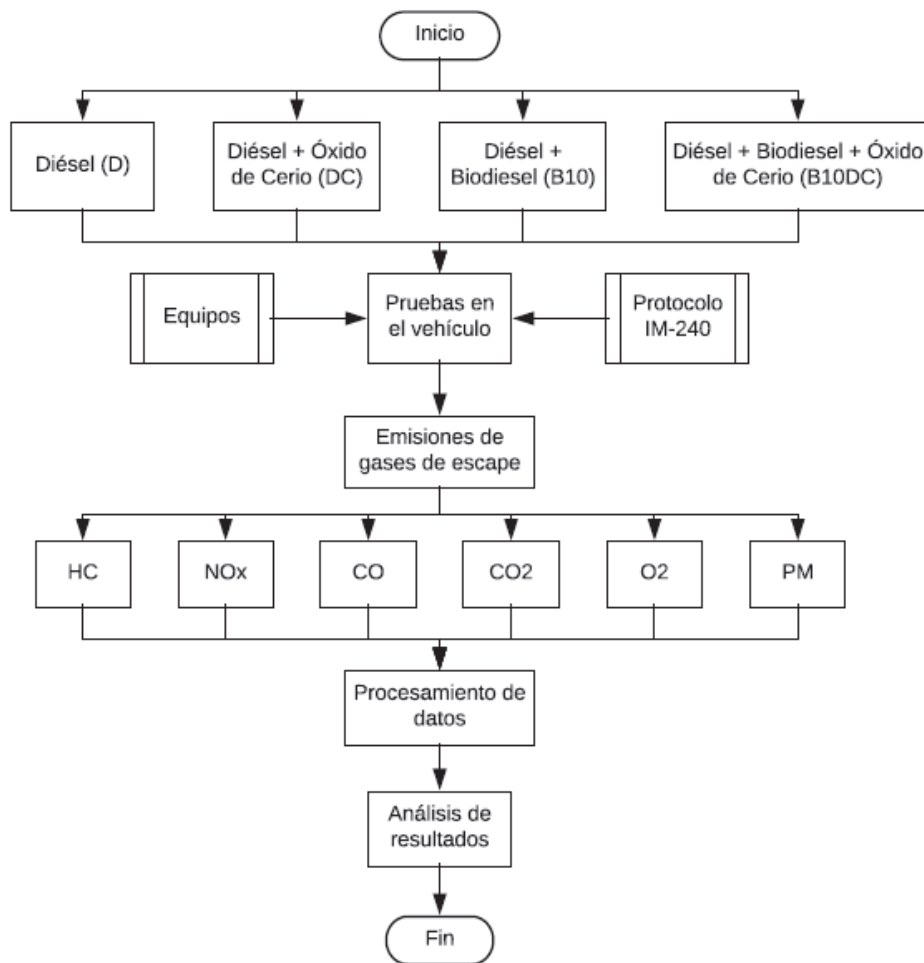 Inicio
Diésel (D)
Diésel + Óxido
de Cerio (DC)
Diésel +
Biodiesel (B10)
Diésel + Biodiesel + Óxido
de Cerio (B10DC)
Equipos
Pruebas en
el vehículo
Protocolo
IM-240
Emisiones de
gases de escape
HC
NOx
CO
CO2
O2
PM
Procesamiento de
datos
Análisis de
resultados
Fin